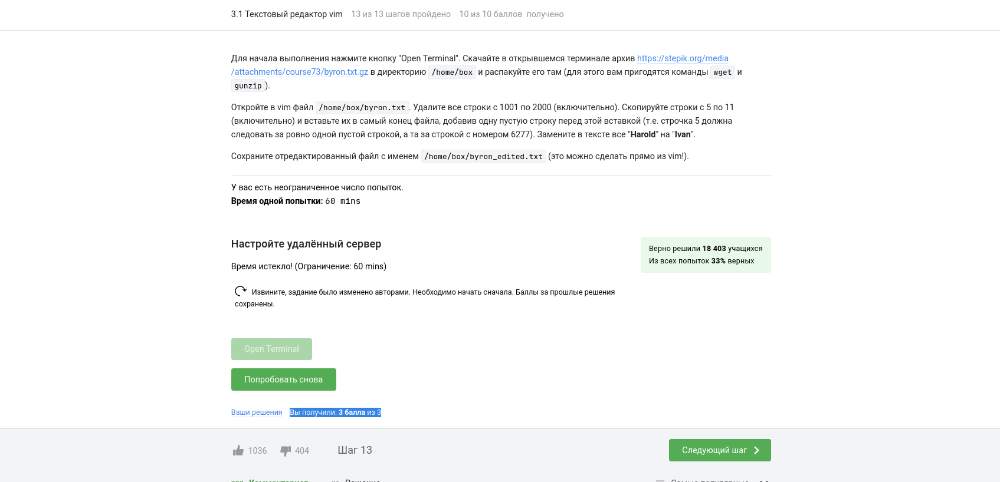 3.1 Текстовый редактор vim 13 из 13 шагов пройдено 10 из 10 баллов получено
Для начала выполнения нажмите кнопку "Open Terminal". Скачайте в открывшемся терминале архив https://stepik.org/media
/attachments/course73/byron.txt.gz в директорию /home/box и распакуйте его там (для этого вам пригодятся команды wget и
gunzip ).
Откройте в vim файл /home/box/byron.txt . Удалите все строки с 1001 по 2000 (включительно). Скопируйте строки с 5 по 11
(включительно) и вставьте их в самый конец файла, добавив одну пустую строку перед этой вставкой (т.е. строчка 5 должна
следовать за ровно одной пустой строкой, а та за строкой с номером 6277). Замените в тексте все "Harold" на "Ivan".
Сохраните отредактированный файл с именем /home/box/byron_edited.txt (это можно сделать прямо из vim!).
У вас есть неограниченное число попыток.
Время одной попытки: 60 mins
Настройте удалённый сервер
Верно решили 18 403 учащихся
Из всех попыток 33% верных
Время истекло! (Ограничение: 60 mins)
Извините, задание было изменено авторами. Необходимо начать сначала. Баллы за прошлые решения
сохранены.
Open Terminal
Попробовать снова
Ваши решения Вы получили: 3 балла из 3
1036 404 Шаг 13 Следующий шаг